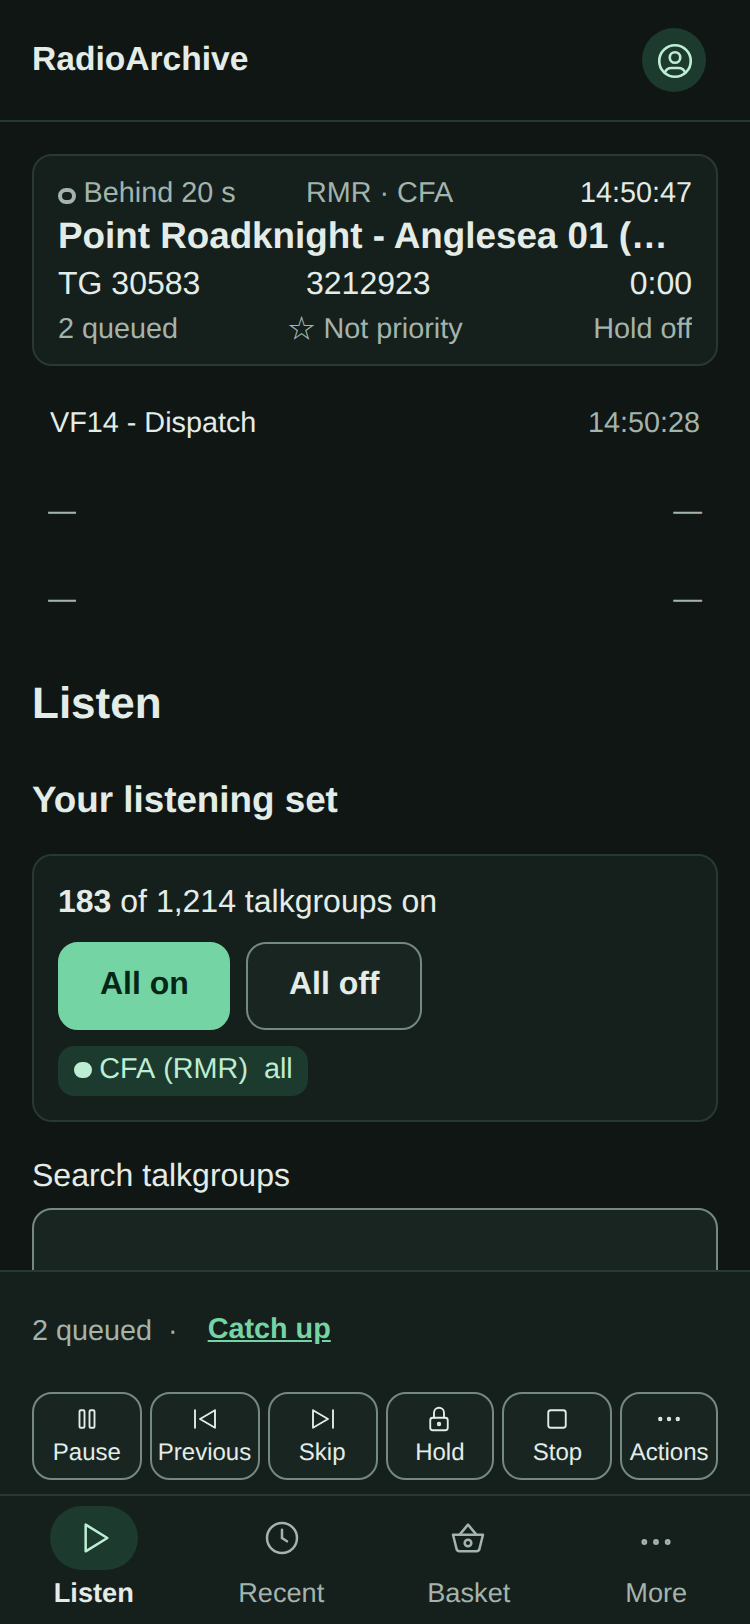 RadioArchive
Behind 20 s RMR · CFA 14:50:47
Point Roadknight - Anglesea 01 (…
TG 30583 3212923 0:00
2 queued ☆ Not priority Hold off
VF14 - Dispatch 14:50:28
— —
— —
Listen
Your listening set
183 of 1,214 talkgroups on
All on All off
CFA (RMR) all
Search talkgroups
2 queued · Catch up
Pause Previous Skip Hold Stop Actions
Listen Recent Basket More